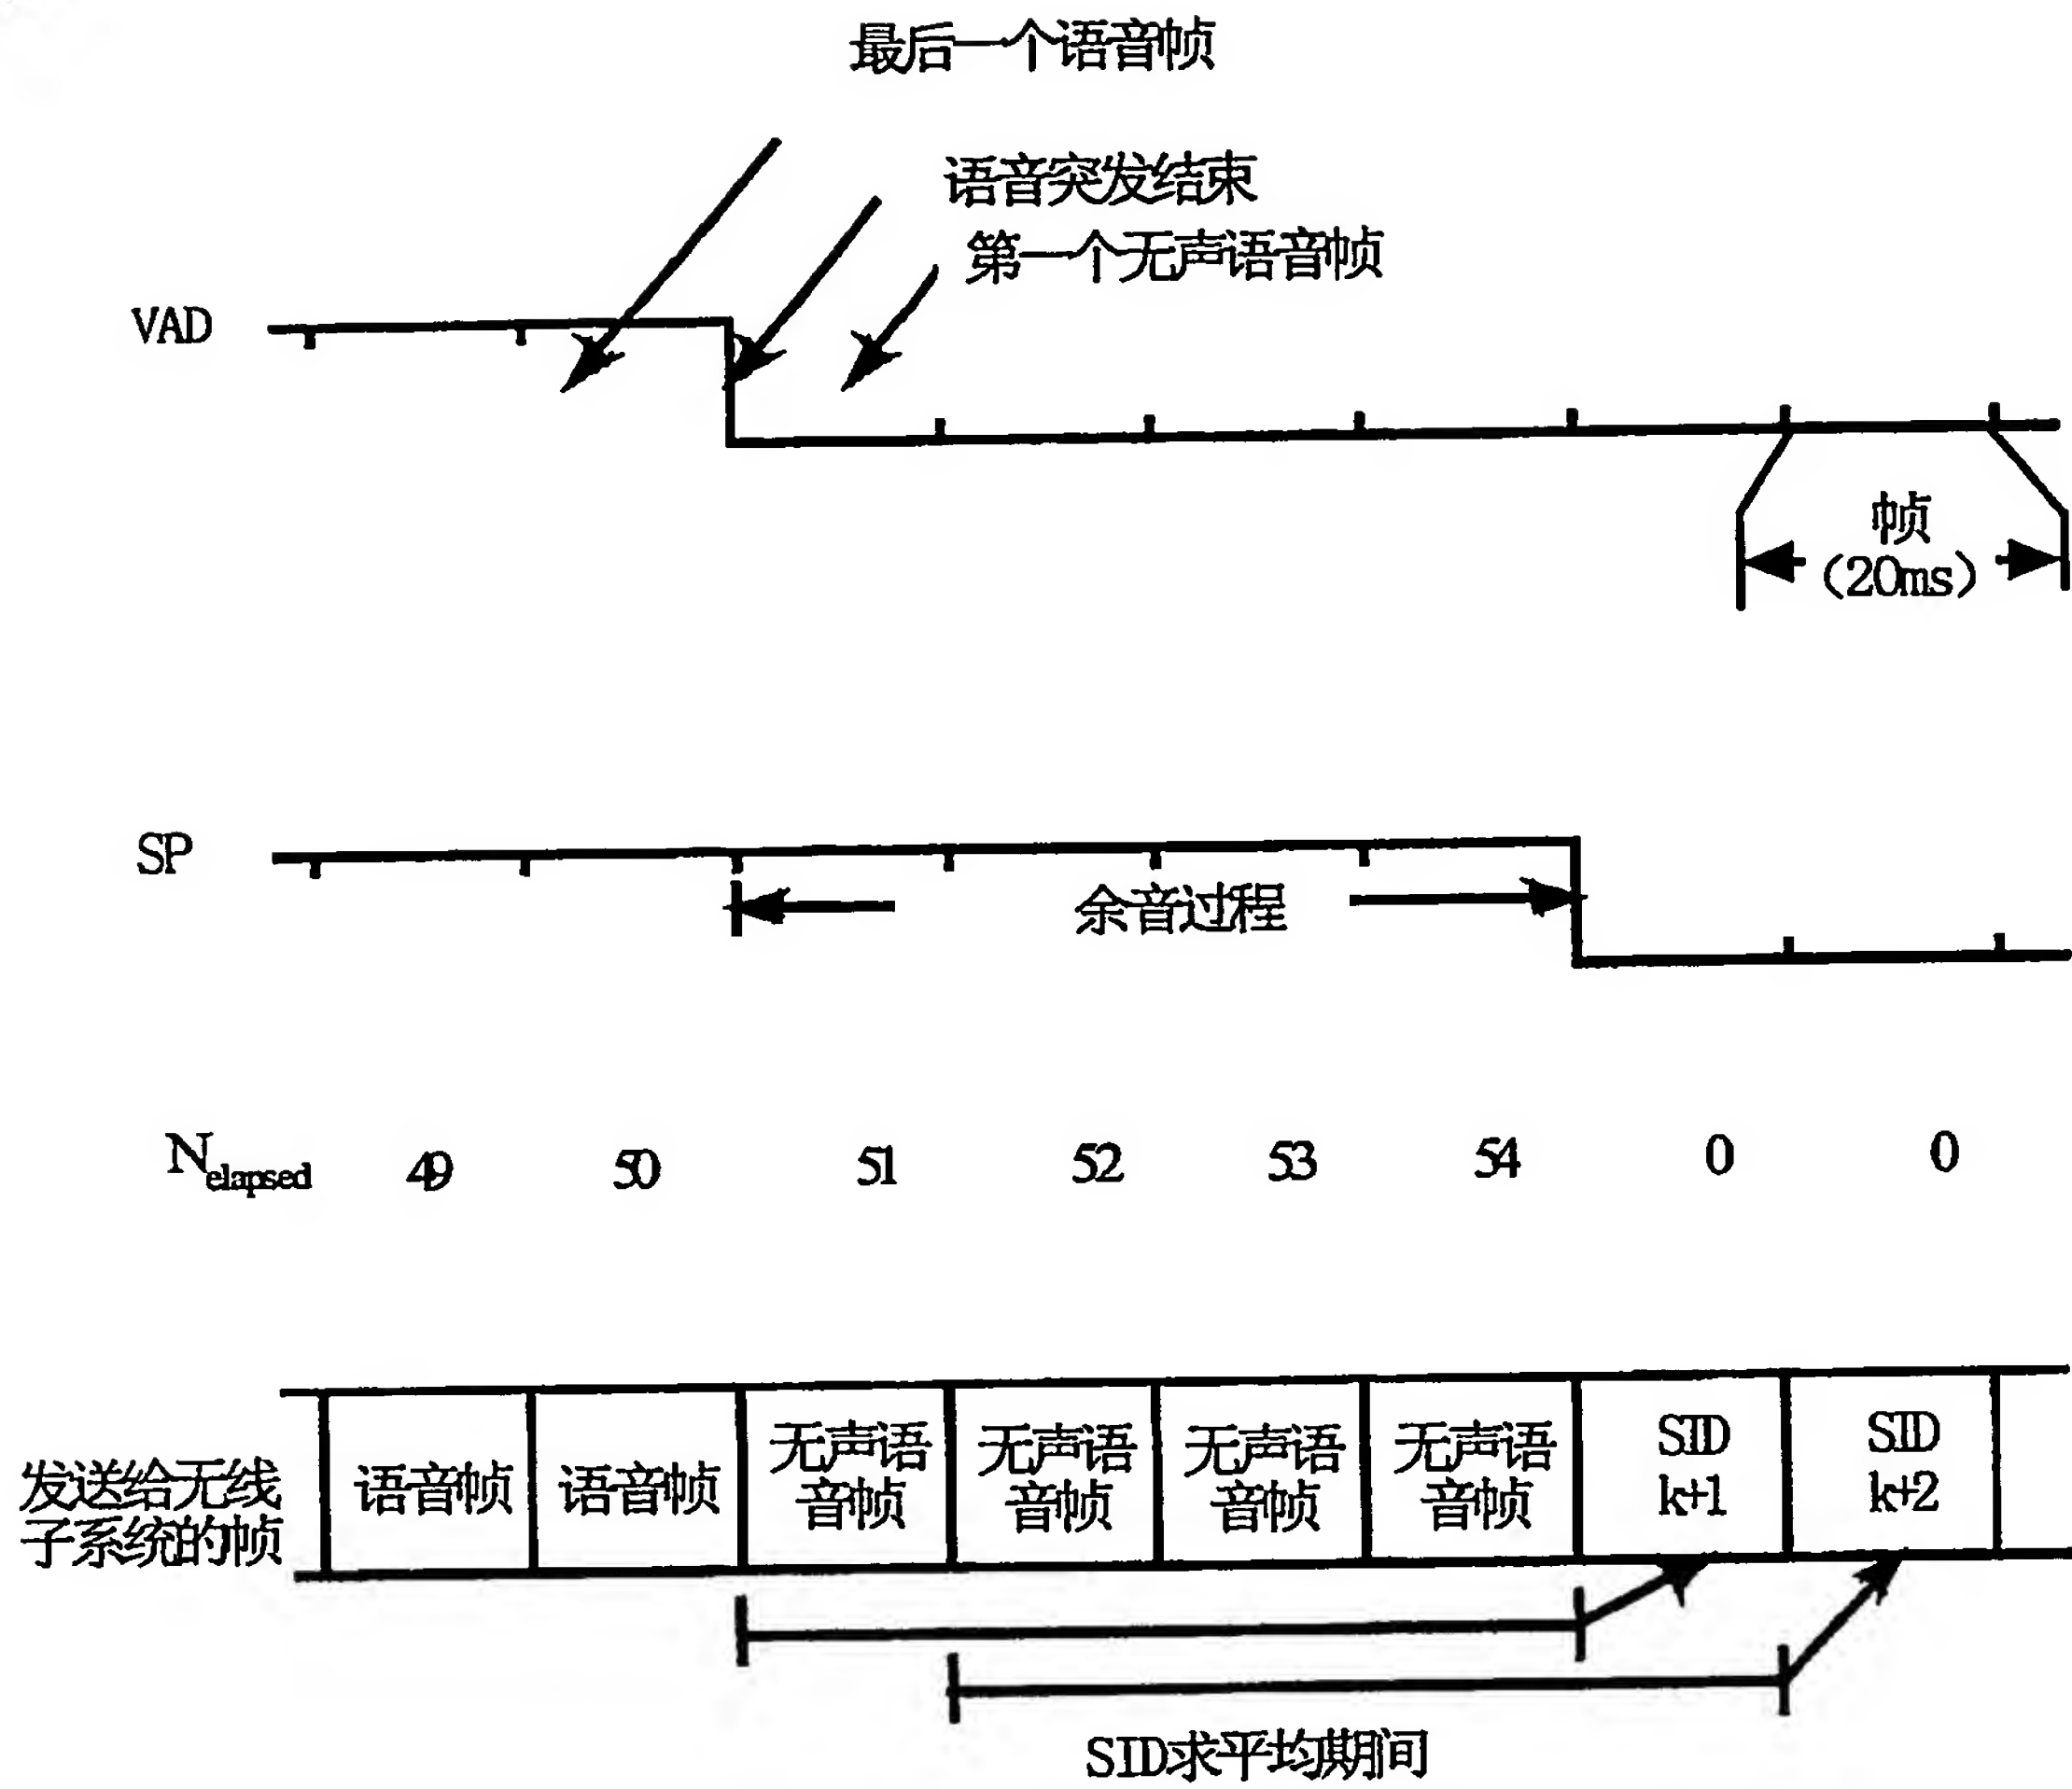 最后一个语音帧
语音突发结束
第一个无声语音帧
VAD
帧
(20ms)
SP
余音过程
Nelapsed 49 50 51 52 53 54 0 0
发送给无线
子系统的帧
语音帧
语音帧
无声语
音帧
无声语
音帧
无声语
音帧
无声语
音帧
SID
k+1
SID
k+2
SID求平均期间